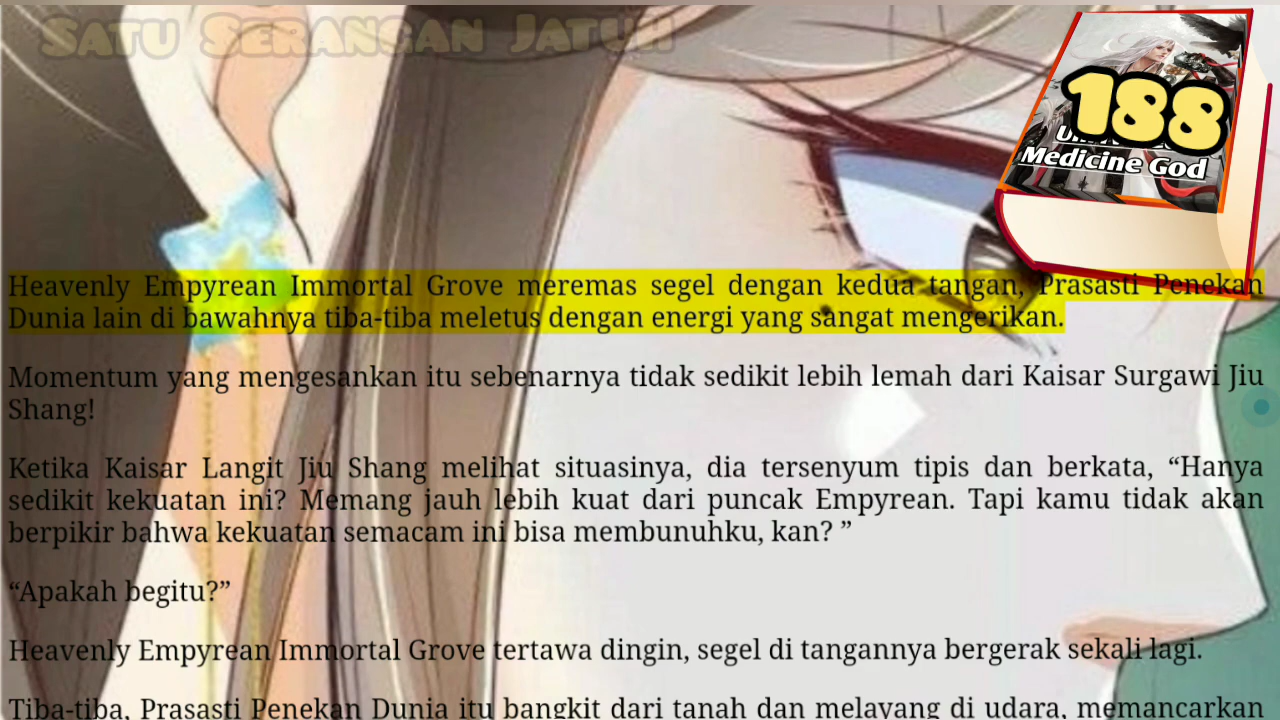 Satu Serangan Jatuh
188
Medicine God
Heavenly Empyrean Immortal Grove meremas segel dengan kedua tangan, Prasasti Penekan
Dunia lain di bawahnya tiba-tiba meletus dengan energi yang sangat mengerikan.
Momentum yang mengesankan itu sebenarnya tidak sedikit lebih lemah dari Kaisar Surgawi Jiu
Shang!
Ketika Kaisar Langit Jiu Shang melihat situasinya, dia tersenyum tipis dan berkata, “Hanya
sedikit kekuatan ini? Memang jauh lebih kuat dari puncak Empyrean. Tapi kamu tidak akan
berpikir bahwa kekuatan semacam ini bisa membunuhku, kan? ”
“Apakah begitu?”
Heavenly Empyrean Immortal Grove tertawa dingin, segel di tangannya bergerak sekali lagi.
Tiba-tiba, Prasasti Penekan Dunia itu bangkit dari tanah dan melayang di udara, memancarkan